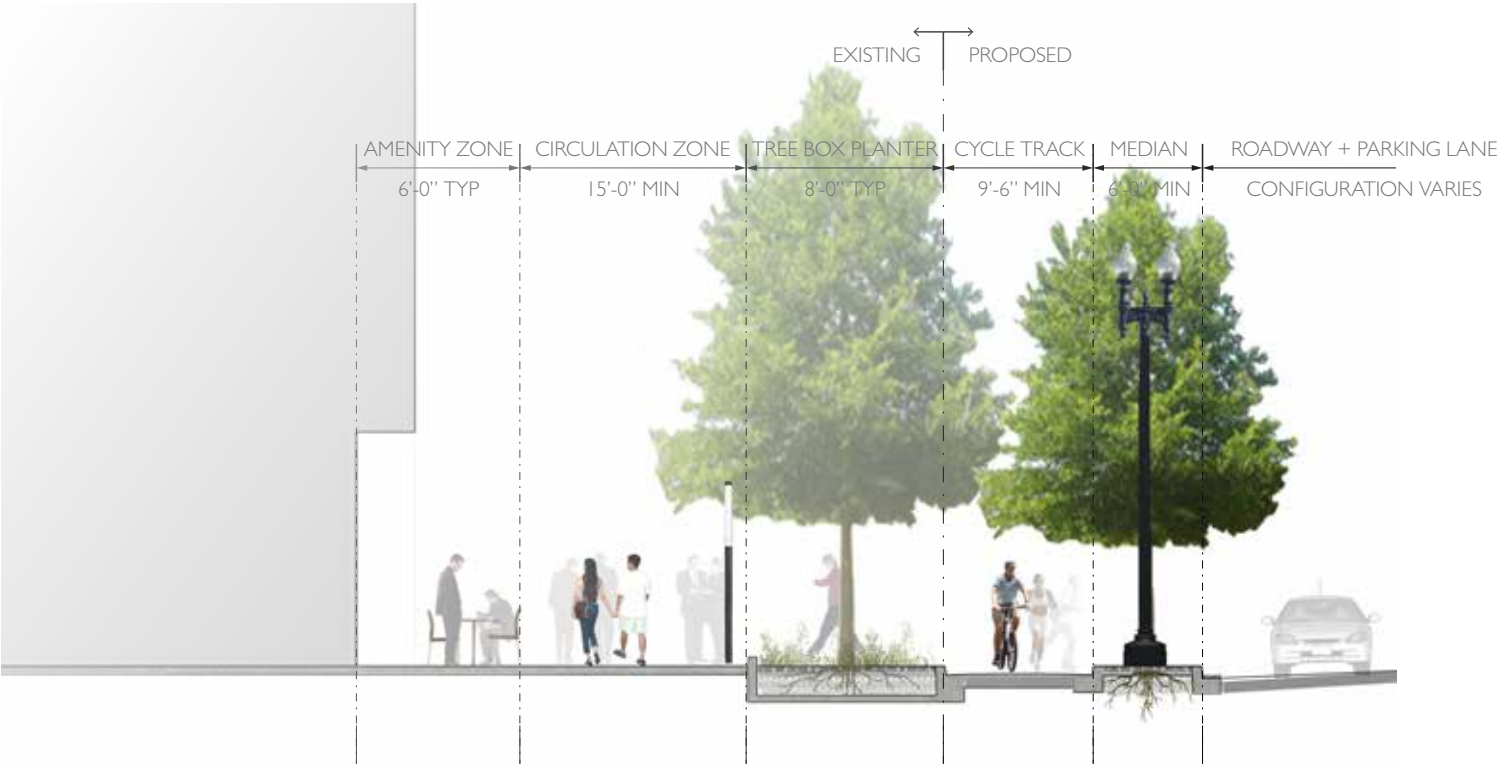 EXISTING PROPOSED
AMENITY ZONE CIRCULATION ZONE TREE BOX PLANTER CYCLE TRACK MEDIAN ROADWAY + PARKING LANE
6'-0" TYP 15'-0" MIN 8'-0" TYP 9'-6" MIN 6'-0" MIN CONFIGURATION VARIES